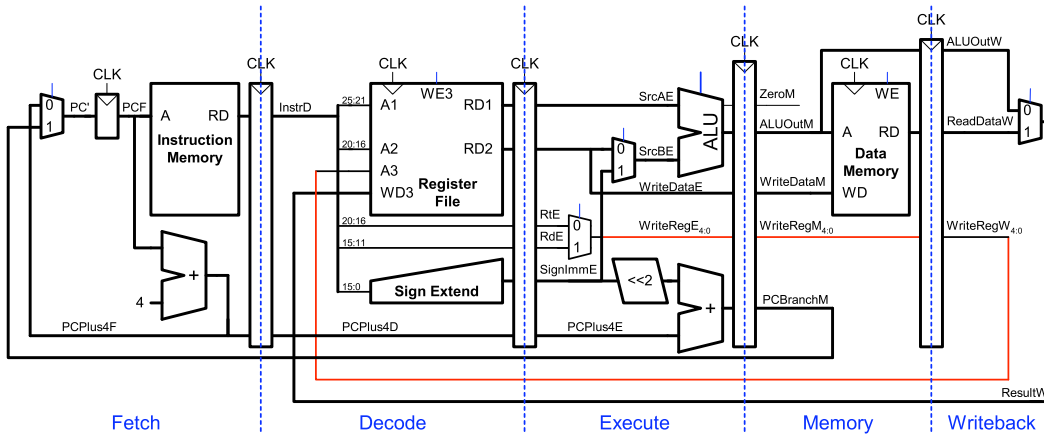 CLK
ALUOutW
CLK
CLK
CLK
CLK
CLK
CLK
0
1
PC'
PCF
A
RD
Instruction
Memory
InstrD
25:21
A1
WE3
RD1
SrcAE
ALU
ZeroM
ALUOutM
WE
A
RD
Data
Memory
WD
ReadDataW
0
1
20:16
A2
RD2
0
1
SrcBE
A3
WD3
Register
File
WriteDataE
WriteDataM
20:16
RtE
0
1
15:11
RdE
WriteRegE4:0
WriteRegM4:0
WriteRegW4:0
SignImmE
15:0
Sign Extend
<<2
+
4
+
PCBranchM
PCPlus4F
PCPlus4D
PCPlus4E
ResultW
Fetch
Decode
Execute
Memory
Writeback